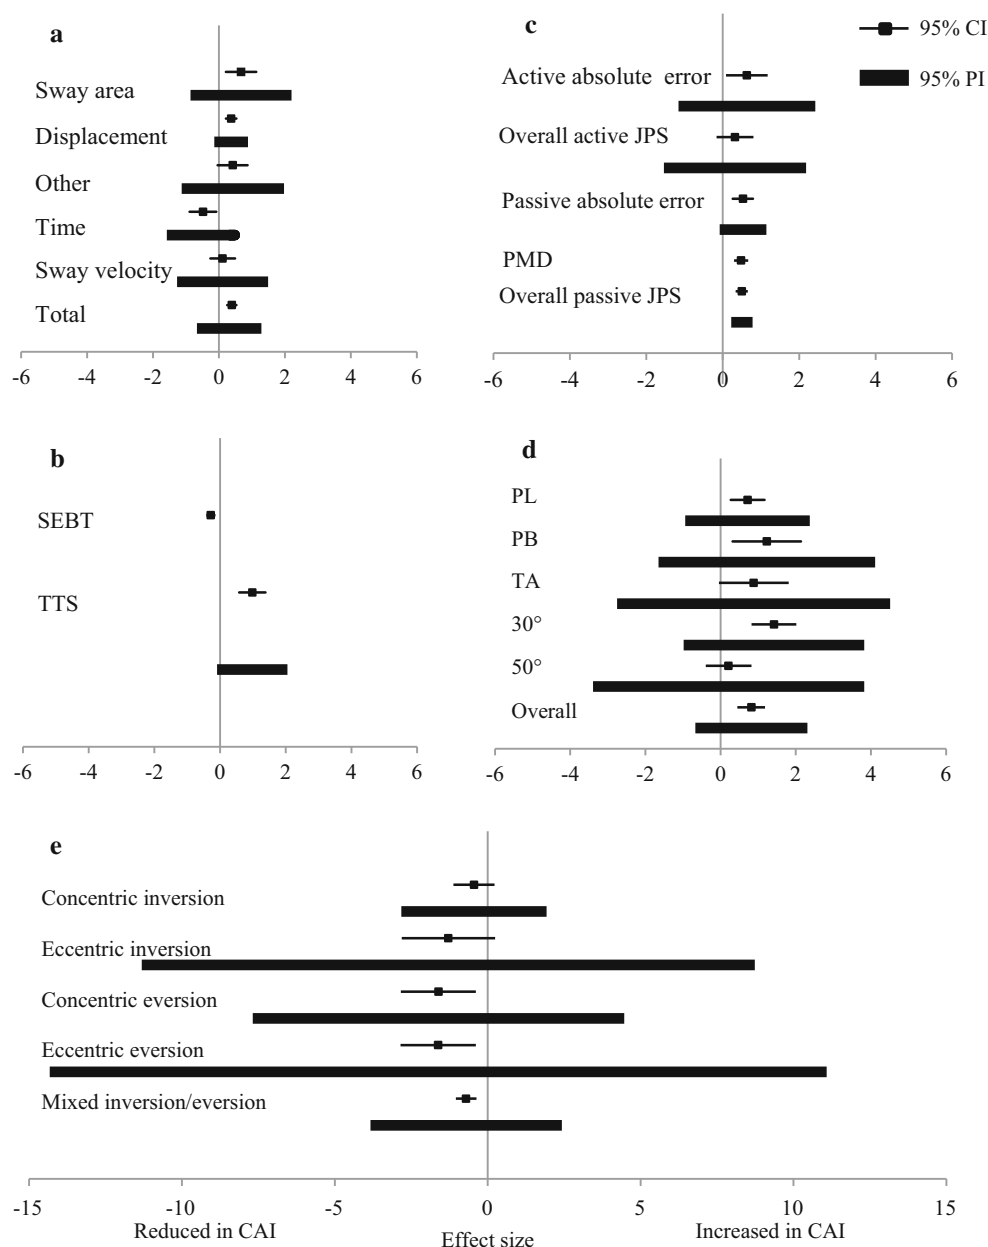 a
Sway area
Displacement
Other
Time
Sway velocity
Total
-6 -4 -2 0 2 4 6
c
95% CI
95% PI
Active absolute error
Overall active JPS
Passive absolute error
PMD
Overall passive JPS
-6 -4 -2 0 2 4 6
b
SEBT
TTS
-6 -4 -2 0 2 4 6
d
PL
PB
TA
30°
50°
Overall
-6 -4 -2 0 2 4 6
e
Concentric inversion
Eccentric inversion
Concentric eversion
Eccentric eversion
Mixed inversion/eversion
-15 -10 -5 0 5 10 15
Reduced in CAI Effect size Increased in CAI